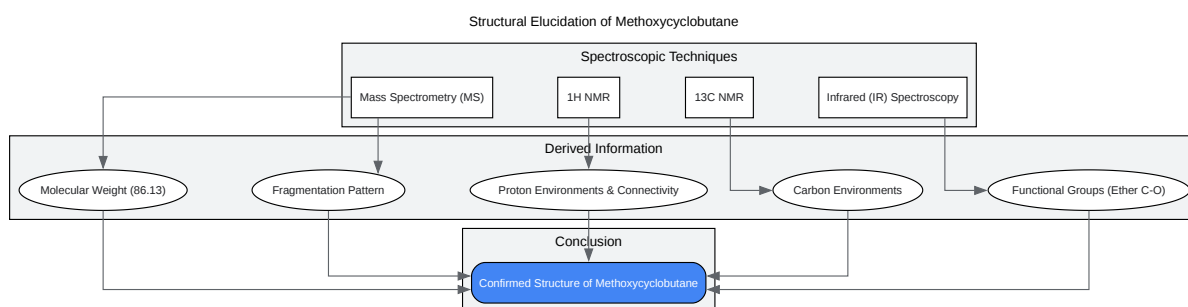 Structural Elucidation of Methoxycyclobutane
Spectroscopic Techniques
Mass Spectrometry (MS)
1H NMR
13C NMR
Infrared (IR) Spectroscopy
Derived Information
Molecular Weight (86.13)
Fragmentation Pattern
Proton Environments & Connectivity
Carbon Environments
Functional Groups (Ether C-O)
Conclusion
Confirmed Structure of Methoxycyclobutane